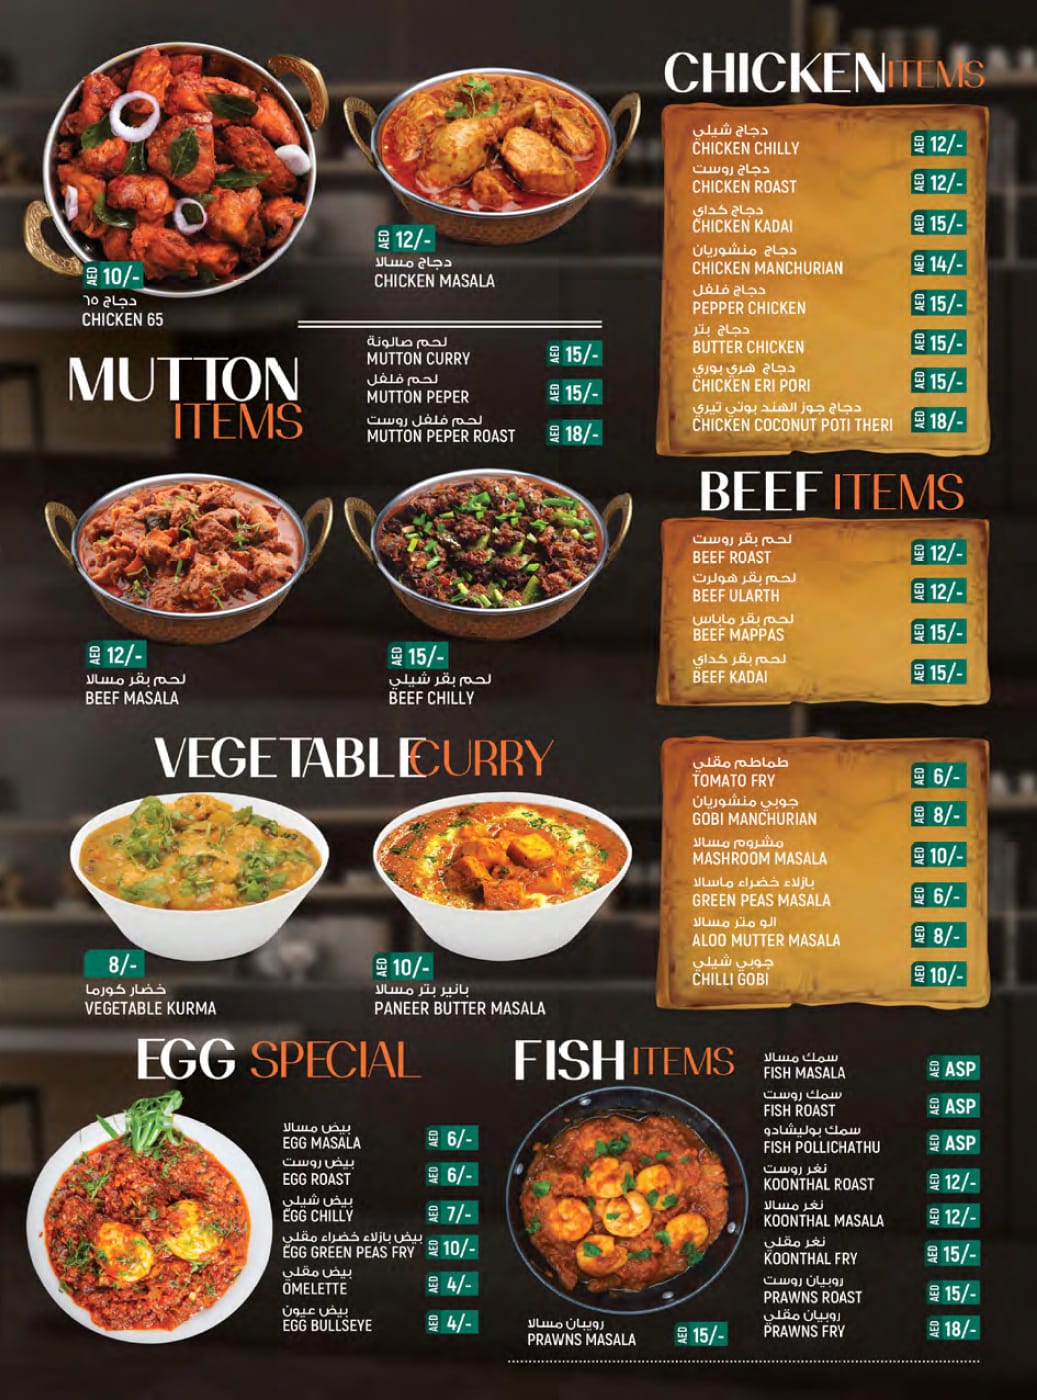 AED 10/-
دجاج ٦٥
CHICKEN 65
AED 12/-
دجاج مسالا
CHICKEN MASALA
CHICKEN ITEMS
دجاج شيلي
CHICKEN CHILLY AED 12/-
دجاج روست
CHICKEN ROAST AED 12/-
دجاج كداي
CHICKEN KADAI AED 15/-
دجاج منشوريان
CHICKEN MANCHURIAN AED 14/-
دجاج فلفل
PEPPER CHICKEN AED 15/-
دجاج بتر
BUTTER CHICKEN AED 15/-
دجاج هري بوري
CHICKEN ERI PORI AED 15/-
دجاج جوز الهند بوتي تيري
CHICKEN COCONUT POTI THERI AED 18/-
MUTTON
ITEMS
لحم صالونة
MUTTON CURRY AED 15/-
لحم فلفل
MUTTON PEPER AED 15/-
لحم فلفل روست
MUTTON PEPER ROAST AED 18/-
AED 12/-
لحم بقر مسالا
BEEF MASALA
AED 15/-
لحم بقر شيلي
BEEF CHILLY
BEEF ITEMS
لحم بقر روست
BEEF ROAST AED 12/-
لحم بقر هولرت
BEEF ULARTH AED 12/-
لحم بقر ماباس
BEEF MAPPAS AED 15/-
لحم بقر كداي
BEEF KADAI AED 15/-
VEGETABLE CURRY
8/-
خضار كورما
VEGETABLE KURMA
AED 10/-
بانير بتر مسالا
PANEER BUTTER MASALA
طماطم مقلي
TOMATO FRY AED 6/-
جوبي منشوريان
GOBI MANCHURIAN AED 8/-
مشروم مسالا
MASHROOM MASALA AED 10/-
بازلاء خضراء ماسالا
GREEN PEAS MASALA AED 6/-
الو متر مسالا
ALOO MUTTER MASALA AED 8/-
جوبي شيلي
CHILLI GOBI AED 10/-
EGG SPECIAL
بيض مسالا
EGG MASALA AED 6/-
بيض روست
EGG ROAST AED 6/-
بيض شيلي
EGG CHILLY AED 7/-
بيض بازلاء خضراء مقلي
EGG GREEN PEAS FRY AED 10/-
بيض مقلي
OMELETTE AED 4/-
بيض عيون
EGG BULLSEYE AED 4/-
FISH ITEMS
روبيان مسالا
PRAWNS MASALA AED 15/-
سمك مسالا
FISH MASALA AED ASP
سمك روست
FISH ROAST AED ASP
سمك بوليشادو
FISH POLLICHATHU AED ASP
نغر روست
KOONTHAL ROAST AED 12/-
نغر مسالا
KOONTHAL MASALA AED 12/-
نغر مقلي
KOONTHAL FRY AED 15/-
روبيان روست
PRAWNS ROAST AED 15/-
روبيان مقلي
PRAWNS FRY AED 18/-